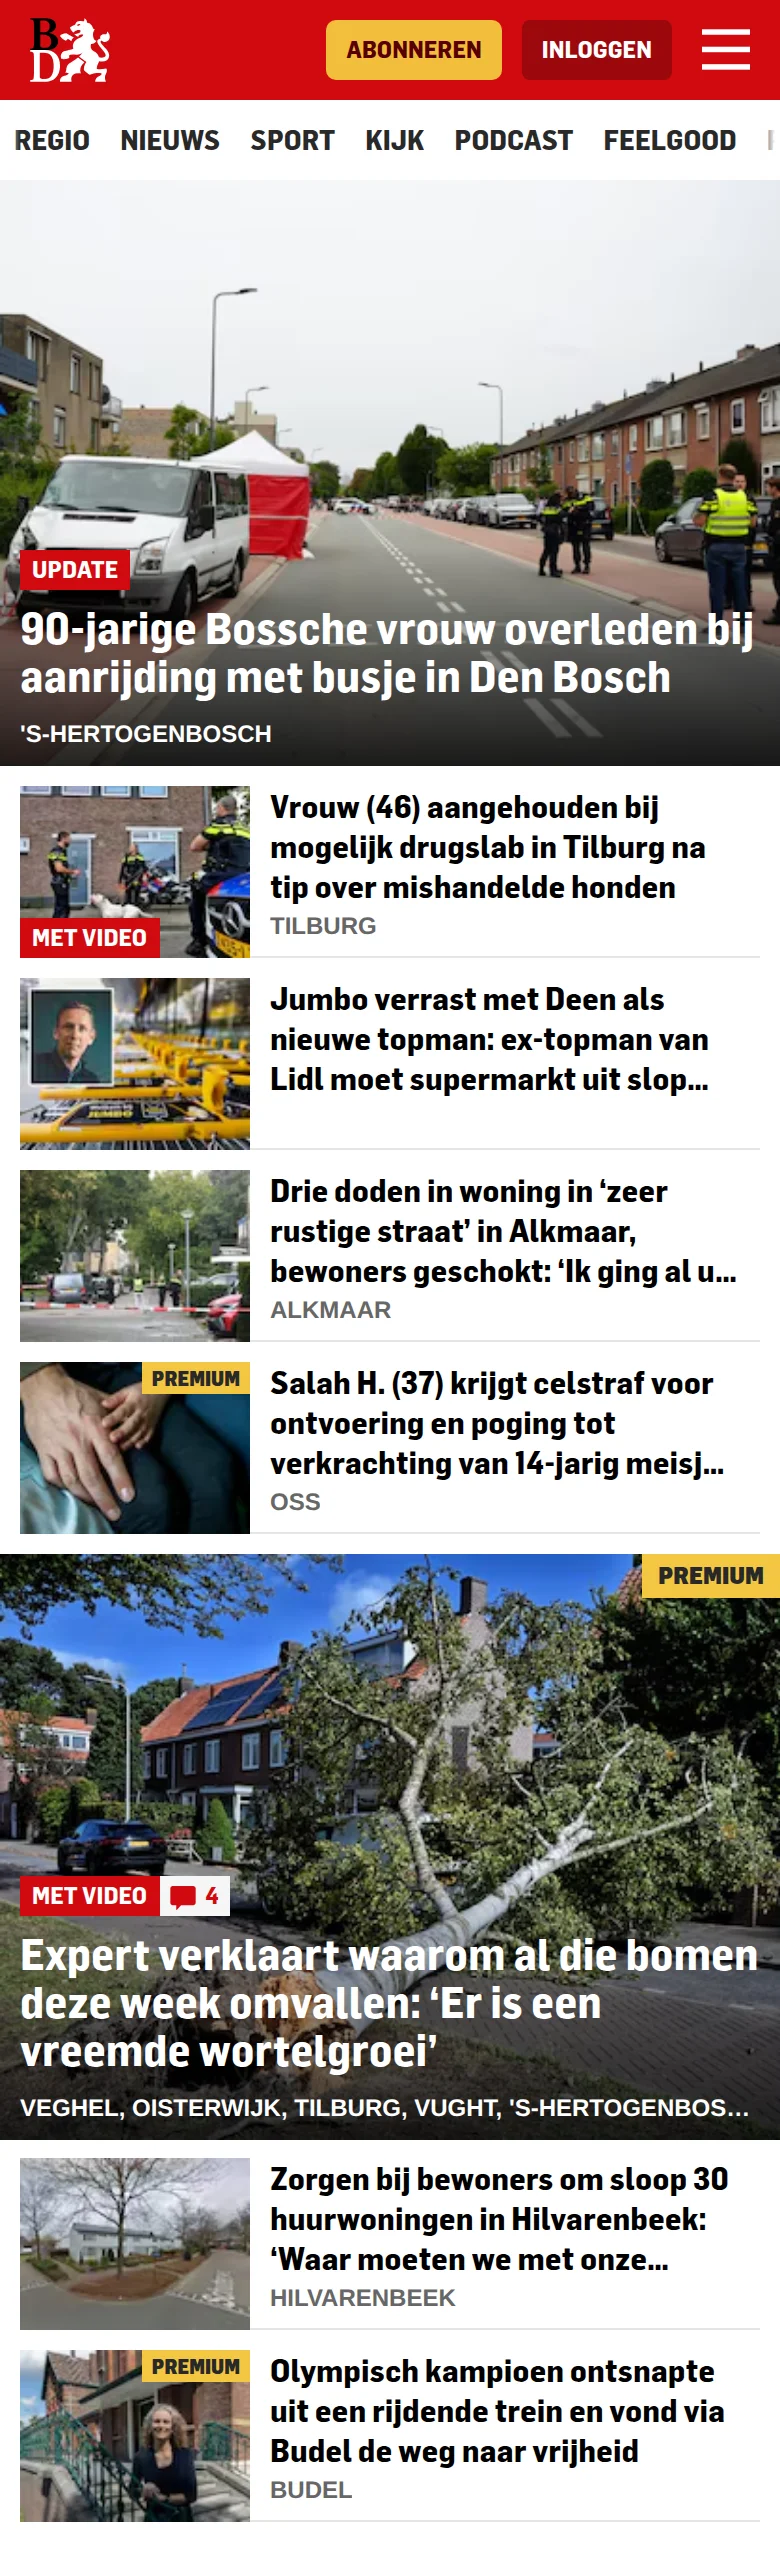 BD
ABONNEREN
INLOGGEN
REGIO NIEUWS SPORT KIJK PODCAST FEELGOOD
UPDATE
90-jarige Bossche vrouw overleden bij
aanrijding met busje in Den Bosch
'S-HERTOGENBOSCH
MET VIDEO
Vrouw (46) aangehouden bij
mogelijk drugslab in Tilburg na
tip over mishandelde honden
TILBURG
JUMBO
Jumbo verrast met Deen als
nieuwe topman: ex-topman van
Lidl moet supermarkt uit slop...
Drie doden in woning in ‘zeer
rustige straat’ in Alkmaar,
bewoners geschokt: ‘Ik ging al u...
ALKMAAR
PREMIUM
Salah H. (37) krijgt celstraf voor
ontvoering en poging tot
verkrachting van 14-jarig meisj...
OSS
PREMIUM
MET VIDEO 4
Expert verklaart waarom al die bomen
deze week omvallen: ‘Er is een
vreemde wortelgroei’
VEGHEL, OISTERWIJK, TILBURG, VUGHT, 'S-HERTOGENBOS...
Zorgen bij bewoners om sloop 30
huurwoningen in Hilvarenbeek:
‘Waar moeten we met onze...
HILVARENBEEK
PREMIUM
Olympisch kampioen ontsnapte
uit een rijdende trein en vond via
Budel de weg naar vrijheid
BUDEL